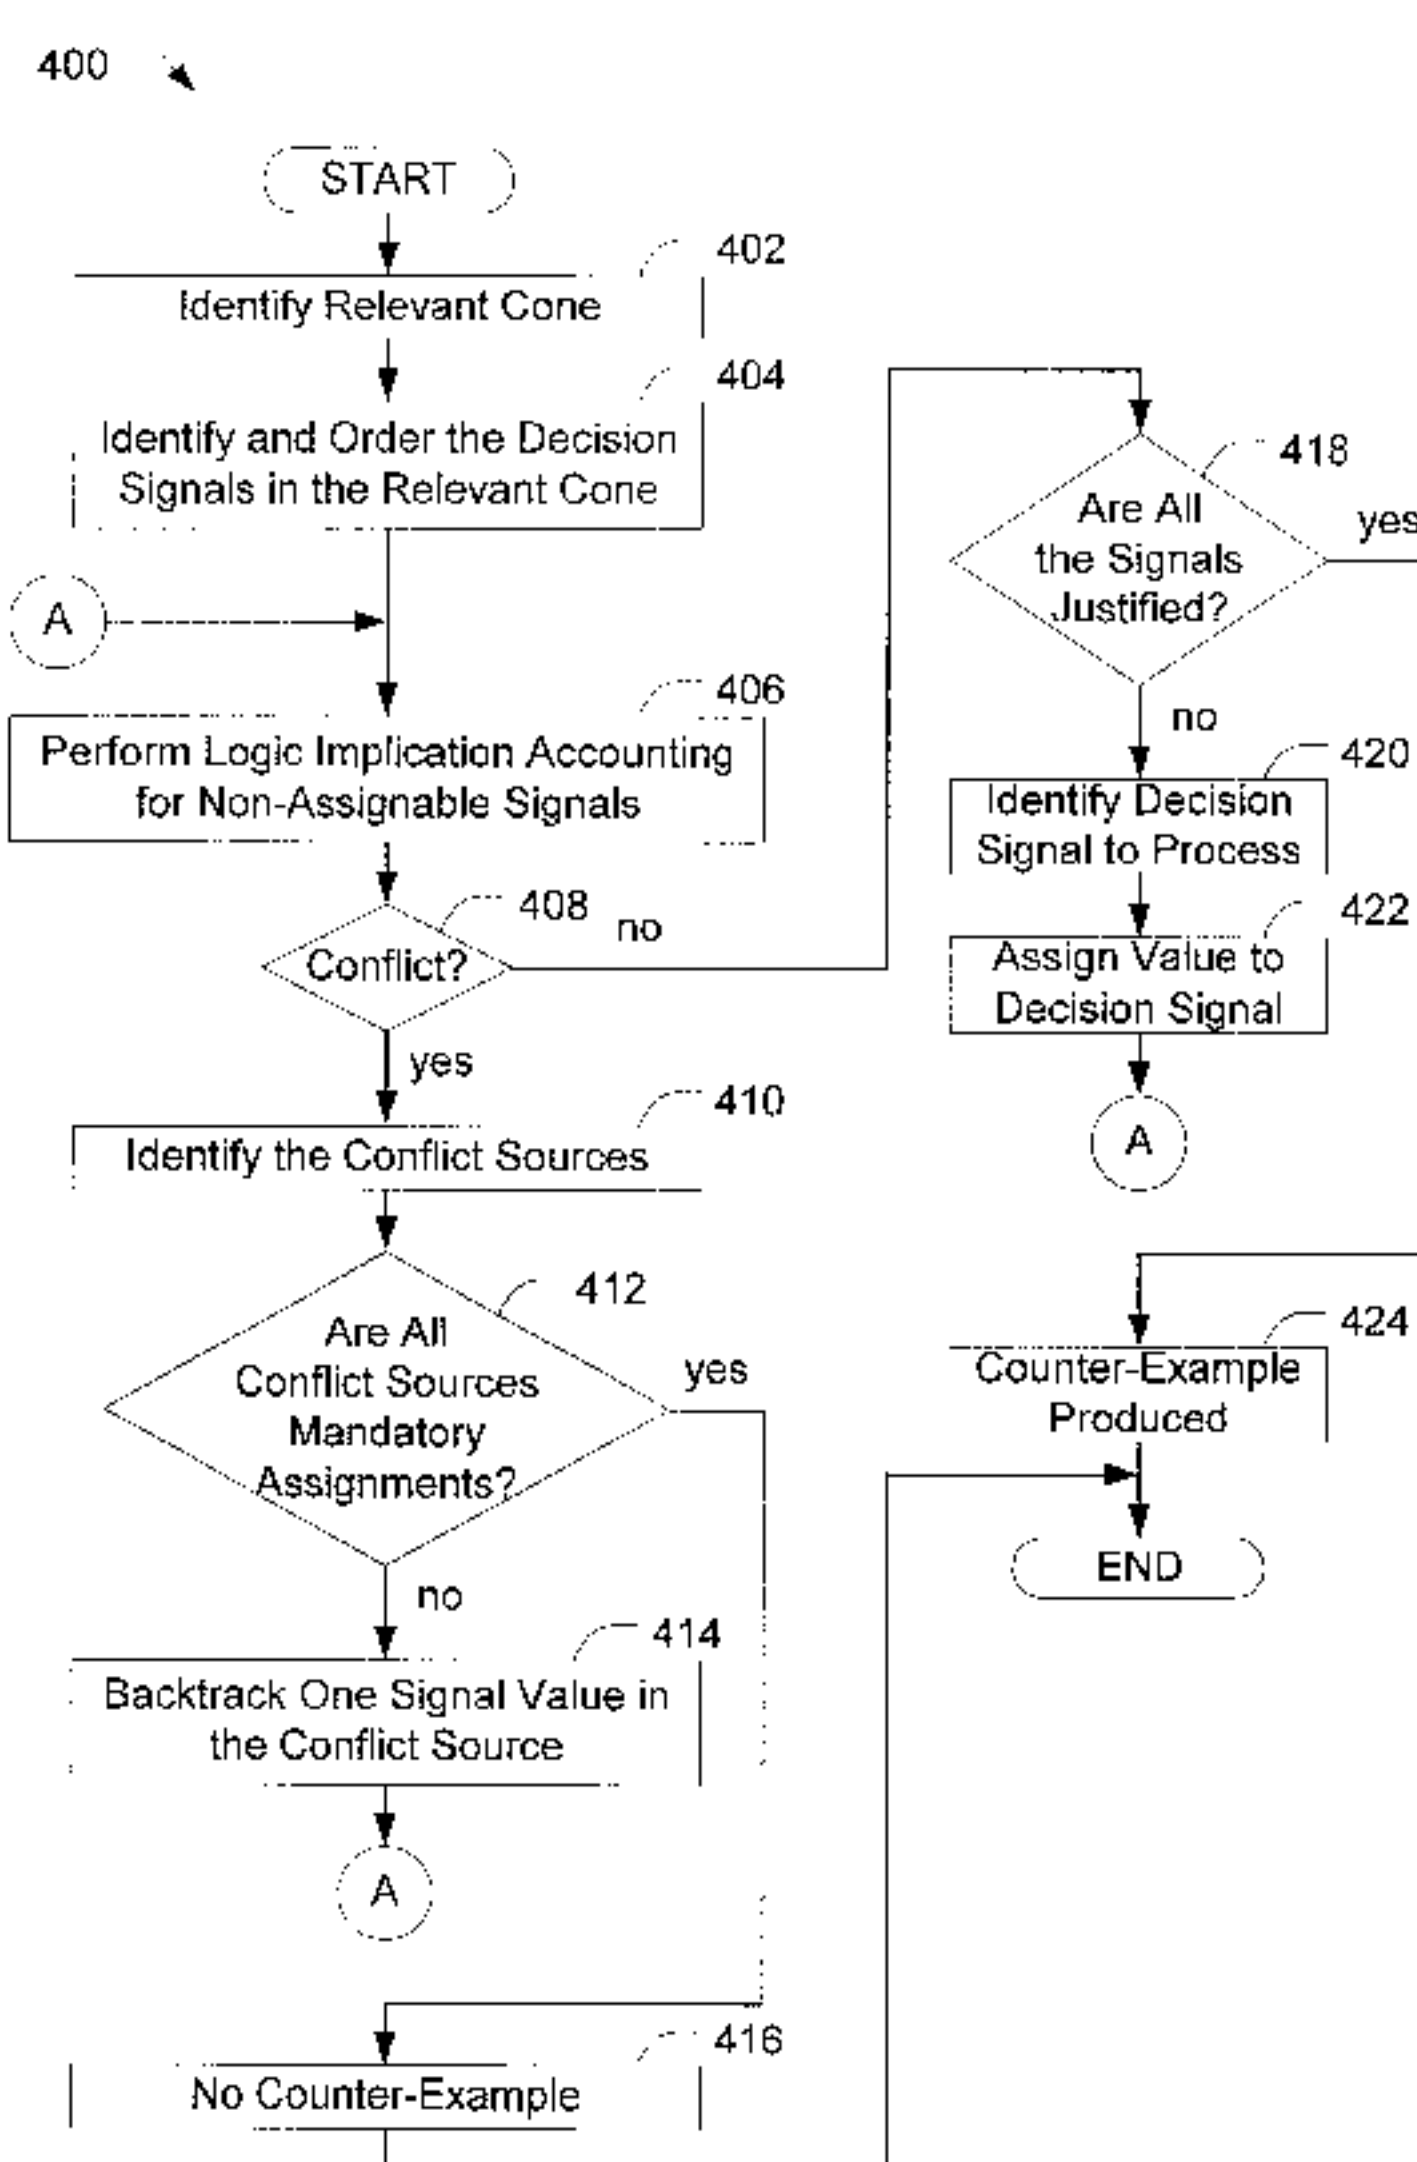 400
START
402
Identify Relevant Cone
404
Identify and Order the Decision
Signals in the Relevant Cone
A
406
Perform Logic Implication Accounting
for Non-Assignable Signals
408
no
Conflict?
yes
410
Identify the Conflict Sources
412
Are All
Conflict Sources
Mandatory
Assignments?
yes
no
414
Backtrack One Signal Value in
the Conflict Source
A
416
No Counter-Example
418
Are All
the Signals
Justified?
yes
no
420
Identify Decision
Signal to Process
422
Assign Value to
Decision Signal
A
424
Counter-Example
Produced
END